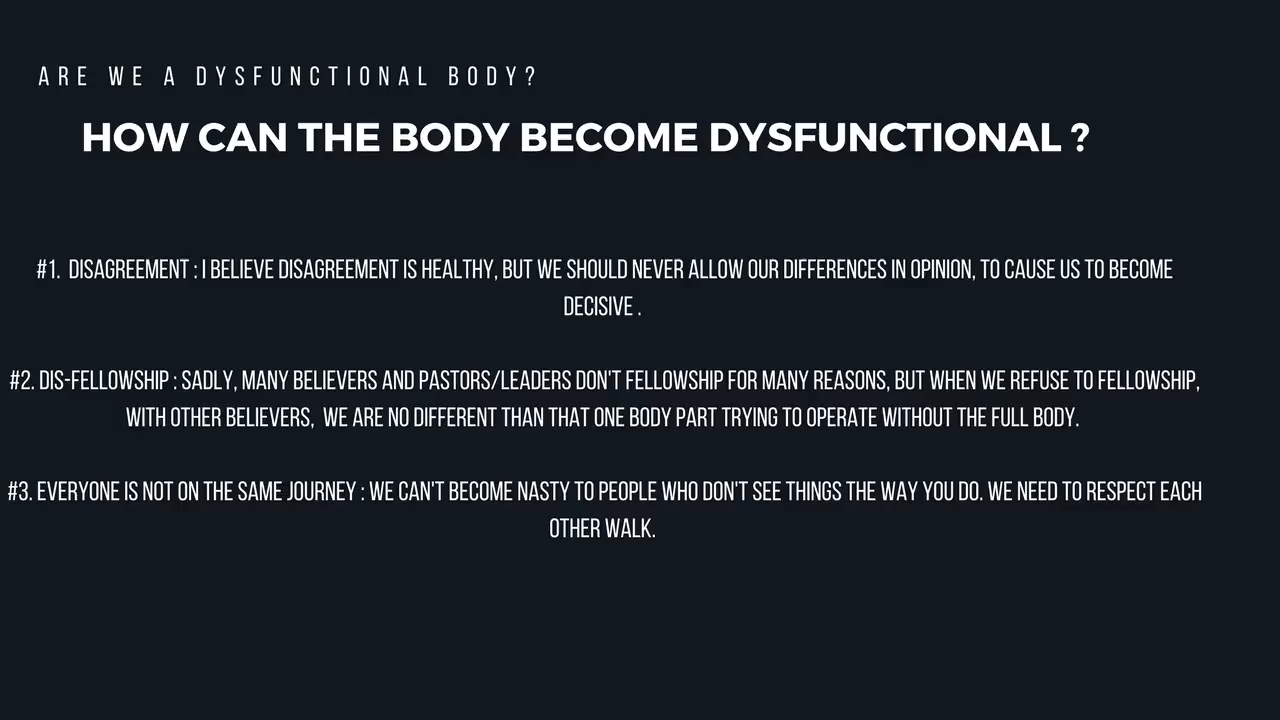 ARE WE A DYSFUNCTIONAL BODY?
HOW CAN THE BODY BECOME DYSFUNCTIONAL ?
#1. DISAGREEMENT : I BELIEVE DISAGREEMENT IS HEALTHY, BUT WE SHOULD NEVER ALLOW OUR DIFFERENCES IN OPINION, TO CAUSE US TO BECOME
DECISIVE .
#2. DIS-FELLOWSHIP : SADLY, MANY BELIEVERS AND PASTORS/LEADERS DON'T FELLOWSHIP FOR MANY REASONS, BUT WHEN WE REFUSE TO FELLOWSHIP,
WITH OTHER BELIEVERS, WE ARE NO DIFFERENT THAN THAT ONE BODY PART TRYING TO OPERATE WITHOUT THE FULL BODY.
#3. EVERYONE IS NOT ON THE SAME JOURNEY : WE CAN'T BECOME NASTY TO PEOPLE WHO DON'T SEE THINGS THE WAY YOU DO. WE NEED TO RESPECT EACH
OTHER WALK.